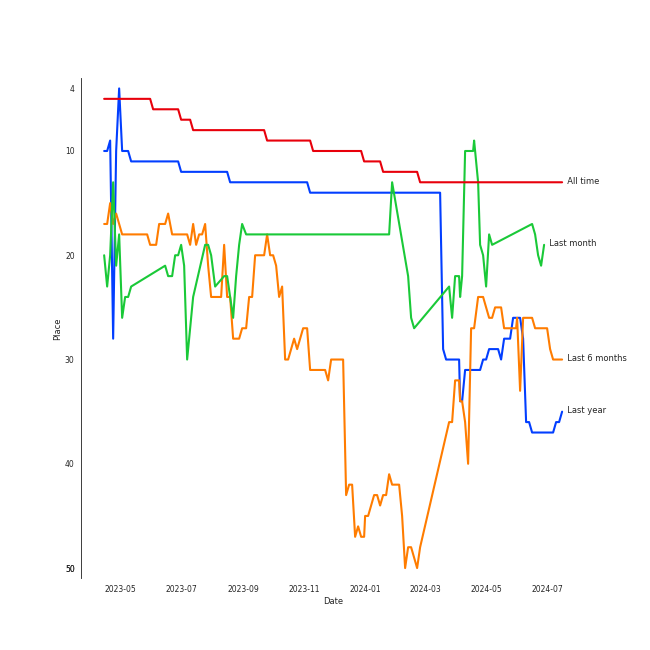 4
10
20
30
40
50
Place
2023-05
2023-07
2023-09
2023-11
2024-01
2024-03
2024-05
2024-07
Date
All time
Last month
Last 6 months
Last year